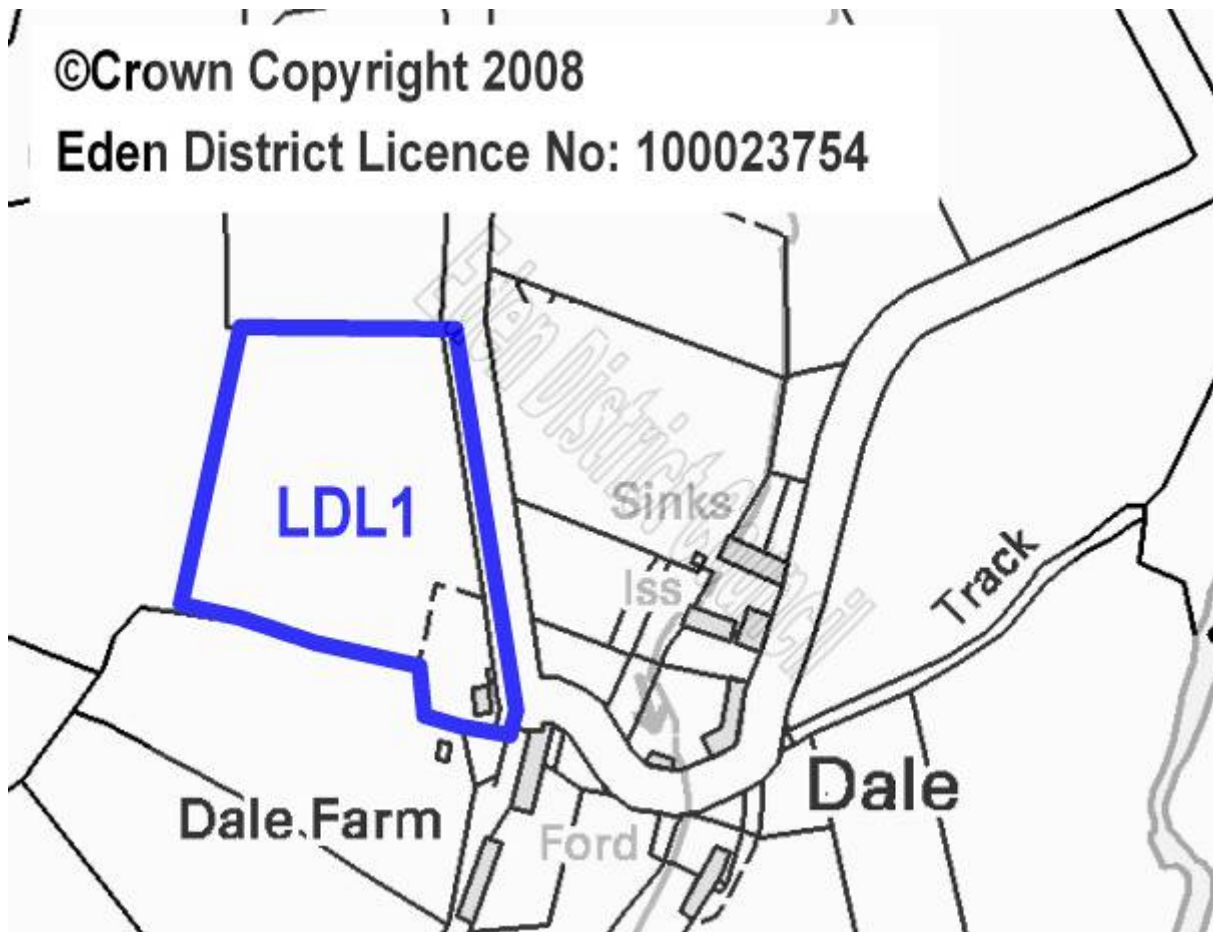 ©Crown Copyright 2008
Eden District Licence No: 100023754
Eden District Council
LDL1
Sinks
Iss
Track
Dale
Dale Farm
Ford